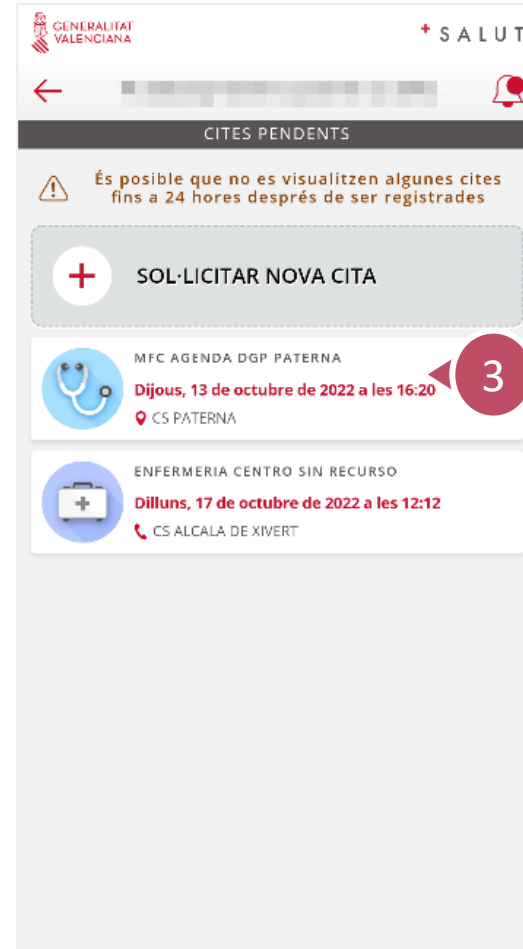 GENERALITAT
VALENCIANA
+ SALUT
CITES PENDENTS
És posible que no es visualitzen algunes cites
fins a 24 hores després de ser registrades
+ SOL·LICITAR NOVA CITA
MFC AGENDA DGP PATERNA
Dijous, 13 de octubre de 2022 a les 16:20
3
CS PATERNA
ENFERMERIA CENTRO SIN RECURSO
Dilluns, 17 de octubre de 2022 a les 12:12
CS ALCALA DE XIVERT